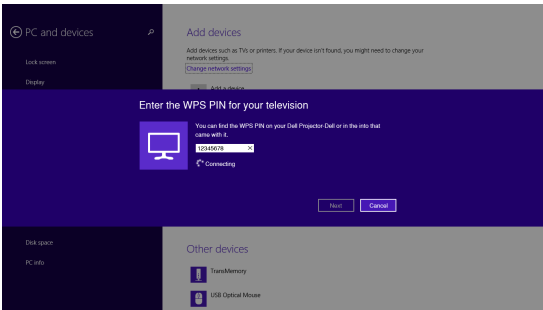 PC and devices
Lock screen
Display
Add devices
Add devices such as TVs or printers. If your device isn't found, you might need to change your
network settings.
Change network settings
Add a device
Enter the WPS PIN for your television
You can find the WPS PIN on your Dell Projector-Dell or in the into that
came with it.
12345678
Connecting
Next
Cancel
Disk space
PC info
Other devices
TransMemory
USB Optical Mouse